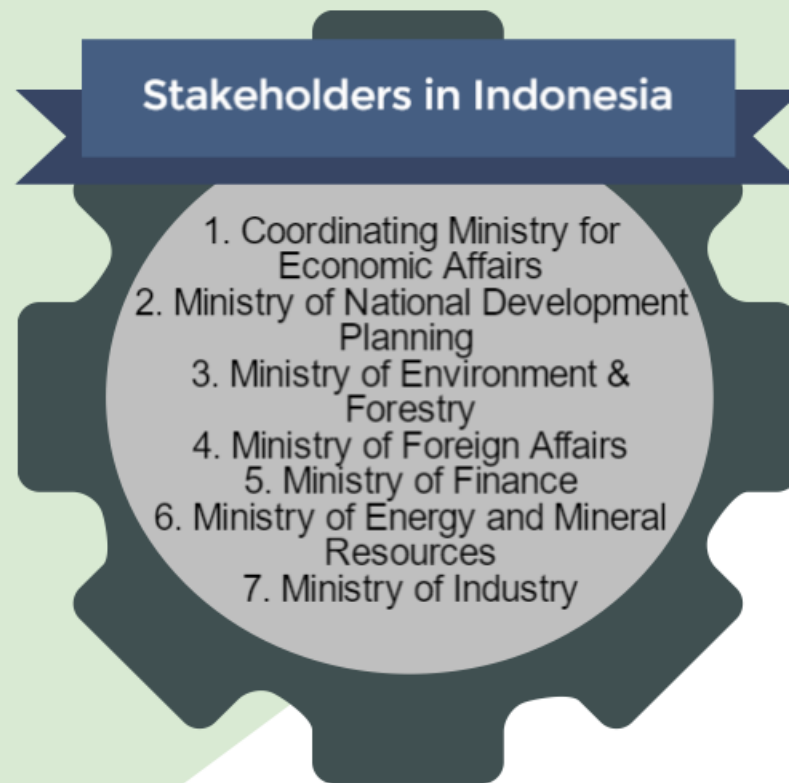 Stakeholders in Indonesia
1. Coordinating Ministry for
Economic Affairs
2. Ministry of National Development
Planning
3. Ministry of Environment &
Forestry
4. Ministry of Foreign Affairs
5. Ministry of Finance
6. Ministry of Energy and Mineral
Resources
7. Ministry of Industry